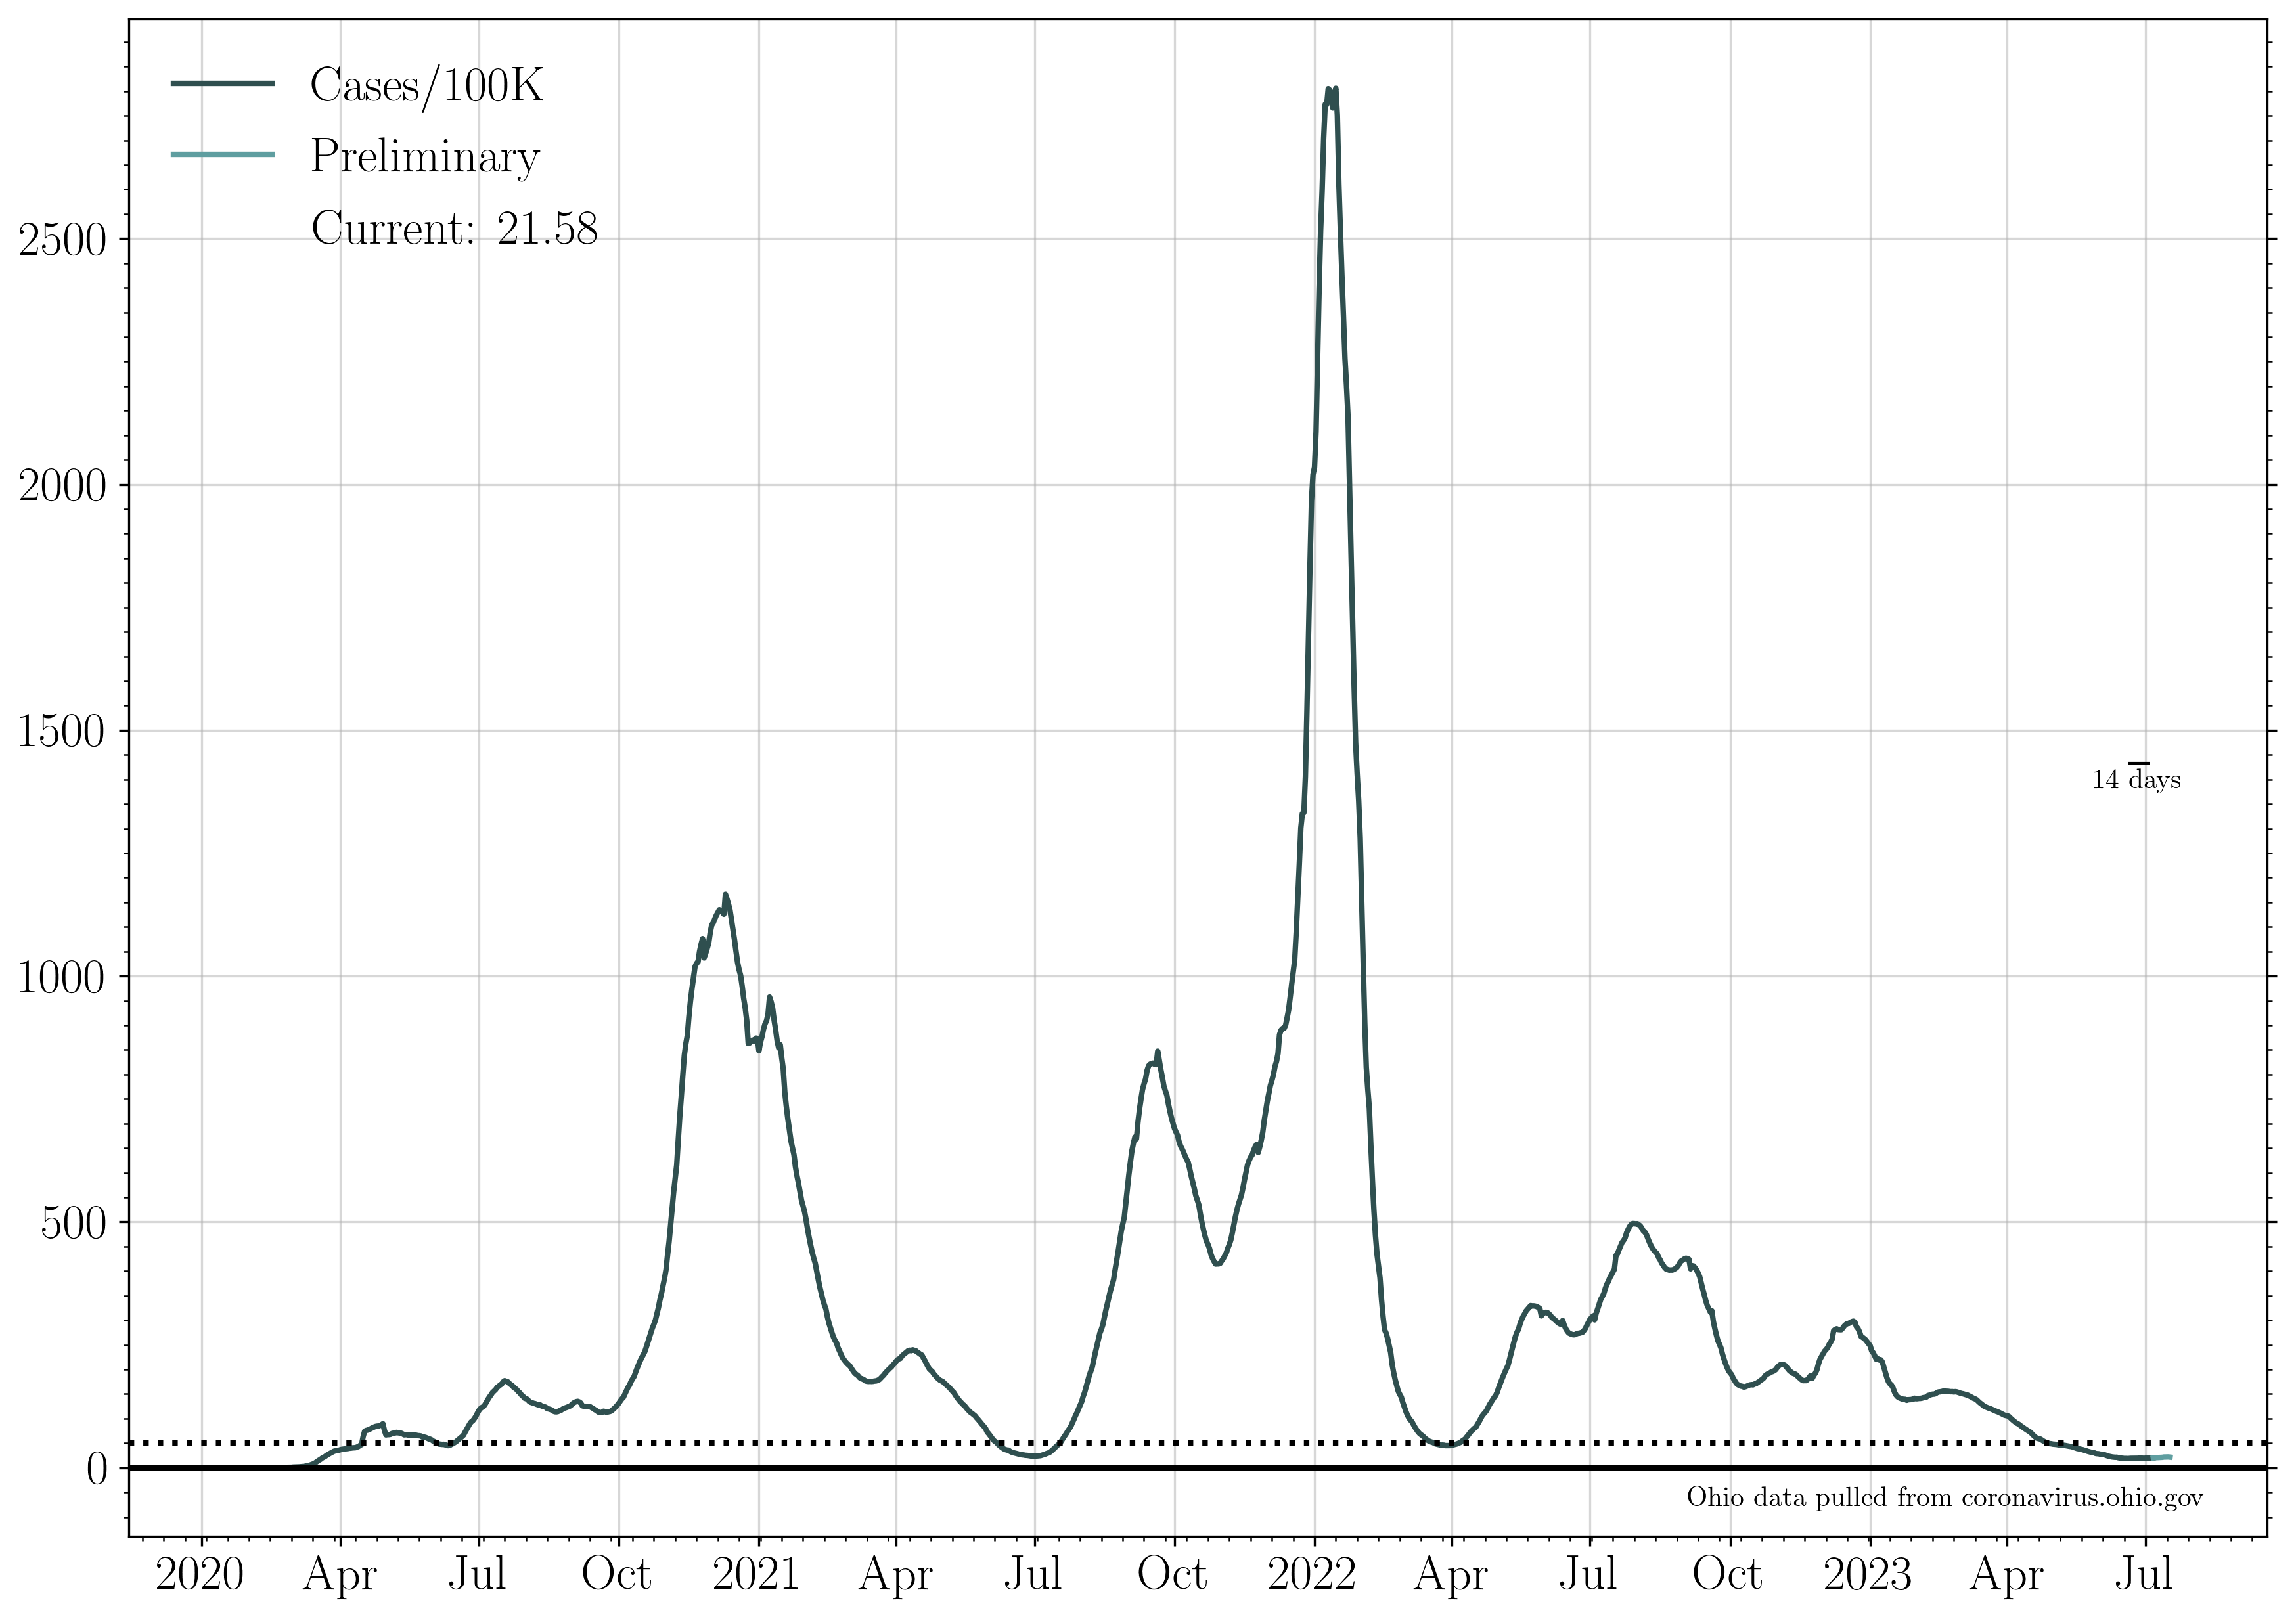 Cases/100K
Preliminary
Current: 21.58
2500
2000
1500
1000
500
0
14 days
Ohio data pulled from coronavirus.ohio.gov
2020 Apr Jul Oct 2021 Apr Jul Oct 2022 Apr Jul Oct 2023 Apr Jul